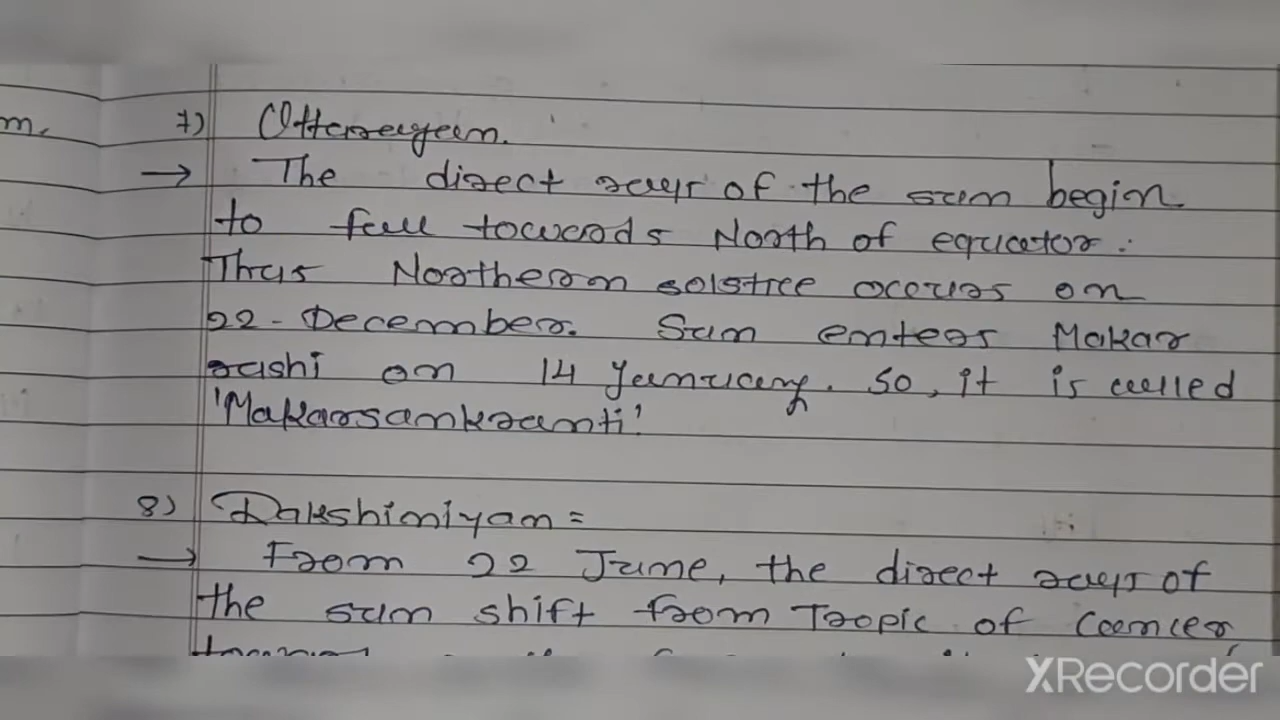 m.
7) Utterayean.
→ The direct rays of the sun begin
to fall towards North of equator.
Thus Northern solstice occurs on
22 - December. Sun enters Makar
rashi on 14 January. So, it is called
'Makarsankranti'
8) Dakshiniyan =
→ From 22 June, the direct rays of
the sun shift from Tropic of Cancer
XRecorder